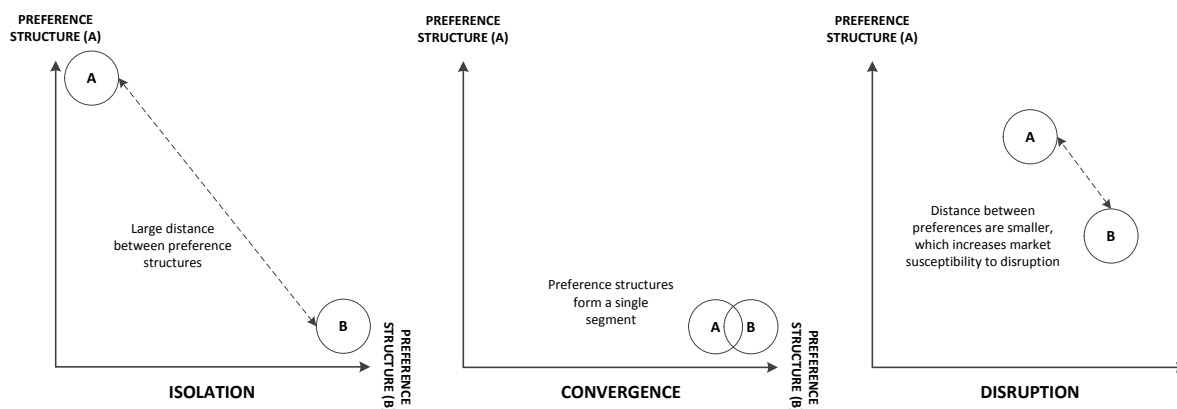 PREFERENCE
STRUCTURE (A)
A
Large distance
between preference
structures
B
PREFERENCE
STRUCTURE (B
ISOLATION
PREFERENCE
STRUCTURE (A)
Preference structures
form a single
segment
A
B
PREFERENCE
STRUCTURE (B
CONVERGENCE
PREFERENCE
STRUCTURE (A)
A
Distance between
preferences are smaller,
which increases market
susceptibility to disruption
B
DISRUPTION